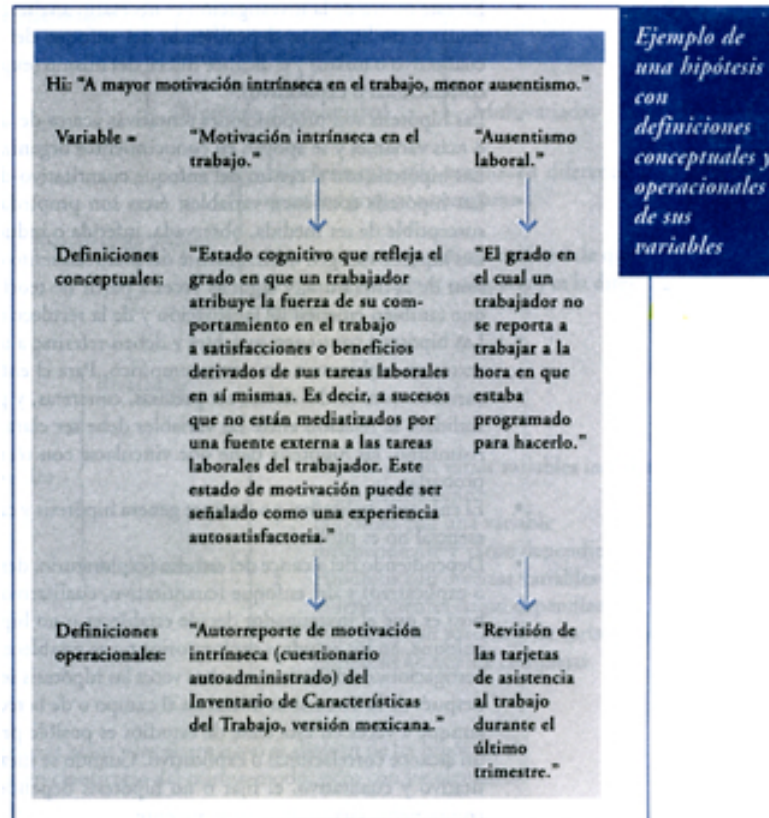 Ejemplo de
una hipótesis
con
definiciones
conceptuales y
operacionales
de sus
variables
Hi: "A mayor motivación intrínseca en el trabajo, menor ausentismo."
Variable = "Motivación intrínseca en el trabajo." "Ausentismo laboral."
Definiciones conceptuales:
"Estado cognitivo que refleja el
grado en que un trabajador
atribuye la fuerza de su com-
portamiento en el trabajo
a satisfacciones o beneficios
derivados de sus tareas laborales
en sí mismas. Es decir, a sucesos
que no están mediatizados por
una fuente externa a las tareas
laborales del trabajador. Este
estado de motivación puede ser
señalado como una experiencia
autosatisfactoria."
"El grado en
el cual un
trabajador no
se reporta a
trabajar a la
hora en que
estaba
programado
para hacerlo."
Definiciones operacionales:
"Autorreporte de motivación
intrínseca (cuestionario
autoadministrado) del
Inventario de Características
del Trabajo, versión mexicana."
"Revisión de
las tarjetas
de asistencia
al trabajo
durante el
último
trimestre."